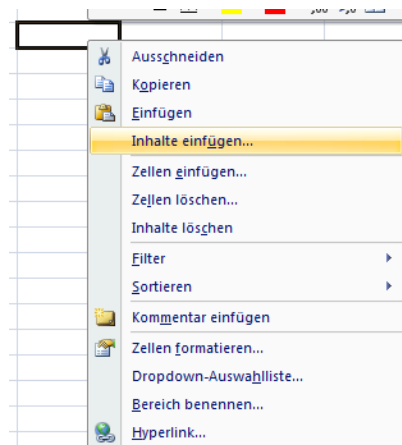 Ausschneiden
Kopieren
Einfügen
Inhalte einfügen...
Zellen einfügen...
Zellen löschen...
Inhalte löschen
Filter
Sortieren
Kommentar einfügen
Zellen formatieren...
Dropdown-Auswahlliste...
Bereich benennen...
Hyperlink...